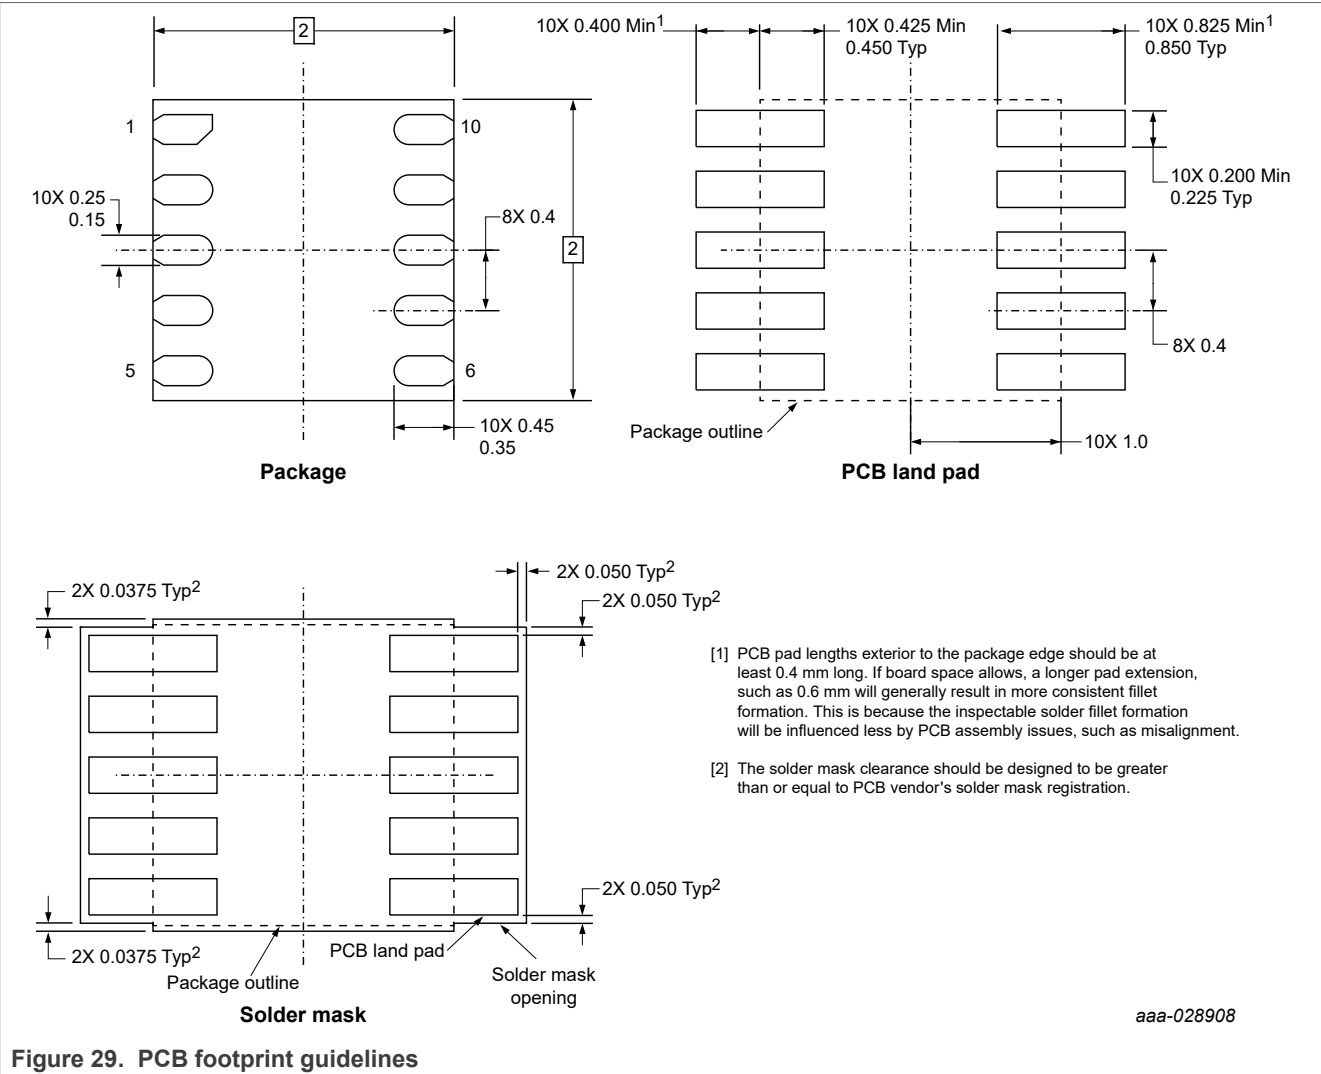 2
1
10
10X 0.25
0.15
8X 0.4
2
5
6
10X 0.45
0.35
Package
10X 0.400 Min1
10X 0.425 Min
0.450 Typ
10X 0.825 Min1
0.850 Typ
10X 0.200 Min
0.225 Typ
8X 0.4
Package outline
10X 1.0
PCB land pad
2X 0.0375 Typ2
2X 0.050 Typ2
2X 0.050 Typ2
2X 0.050 Typ2
2X 0.0375 Typ2
PCB land pad
Package outline
Solder mask
opening
Solder mask
[1] PCB pad lengths exterior to the package edge should be at
least 0.4 mm long. If board space allows, a longer pad extension,
such as 0.6 mm will generally result in more consistent fillet
formation. This is because the inspectable solder fillet formation
will be influenced less by PCB assembly issues, such as misalignment.
[2] The solder mask clearance should be designed to be greater
than or equal to PCB vendor's solder mask registration.
aaa-028908
Figure 29. PCB footprint guidelines